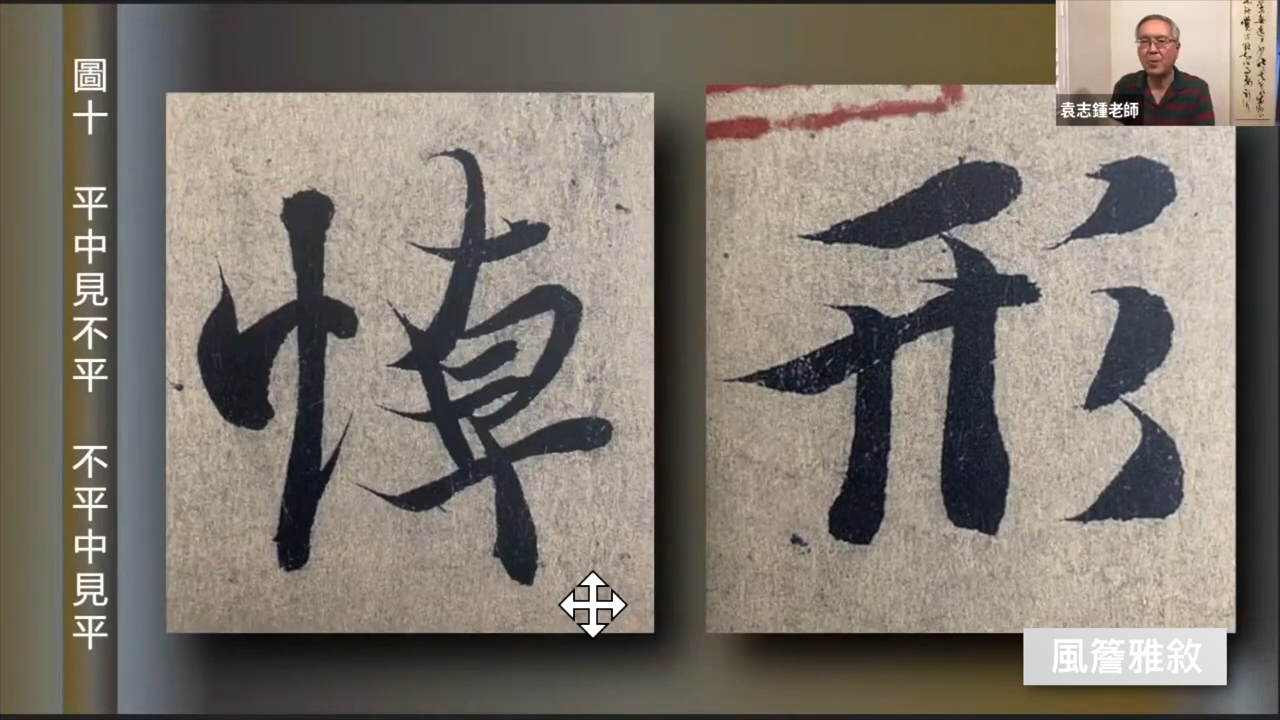 圖十 平中見不平 不平中見平
悼
形
袁志鍾老師
風簷雅敘